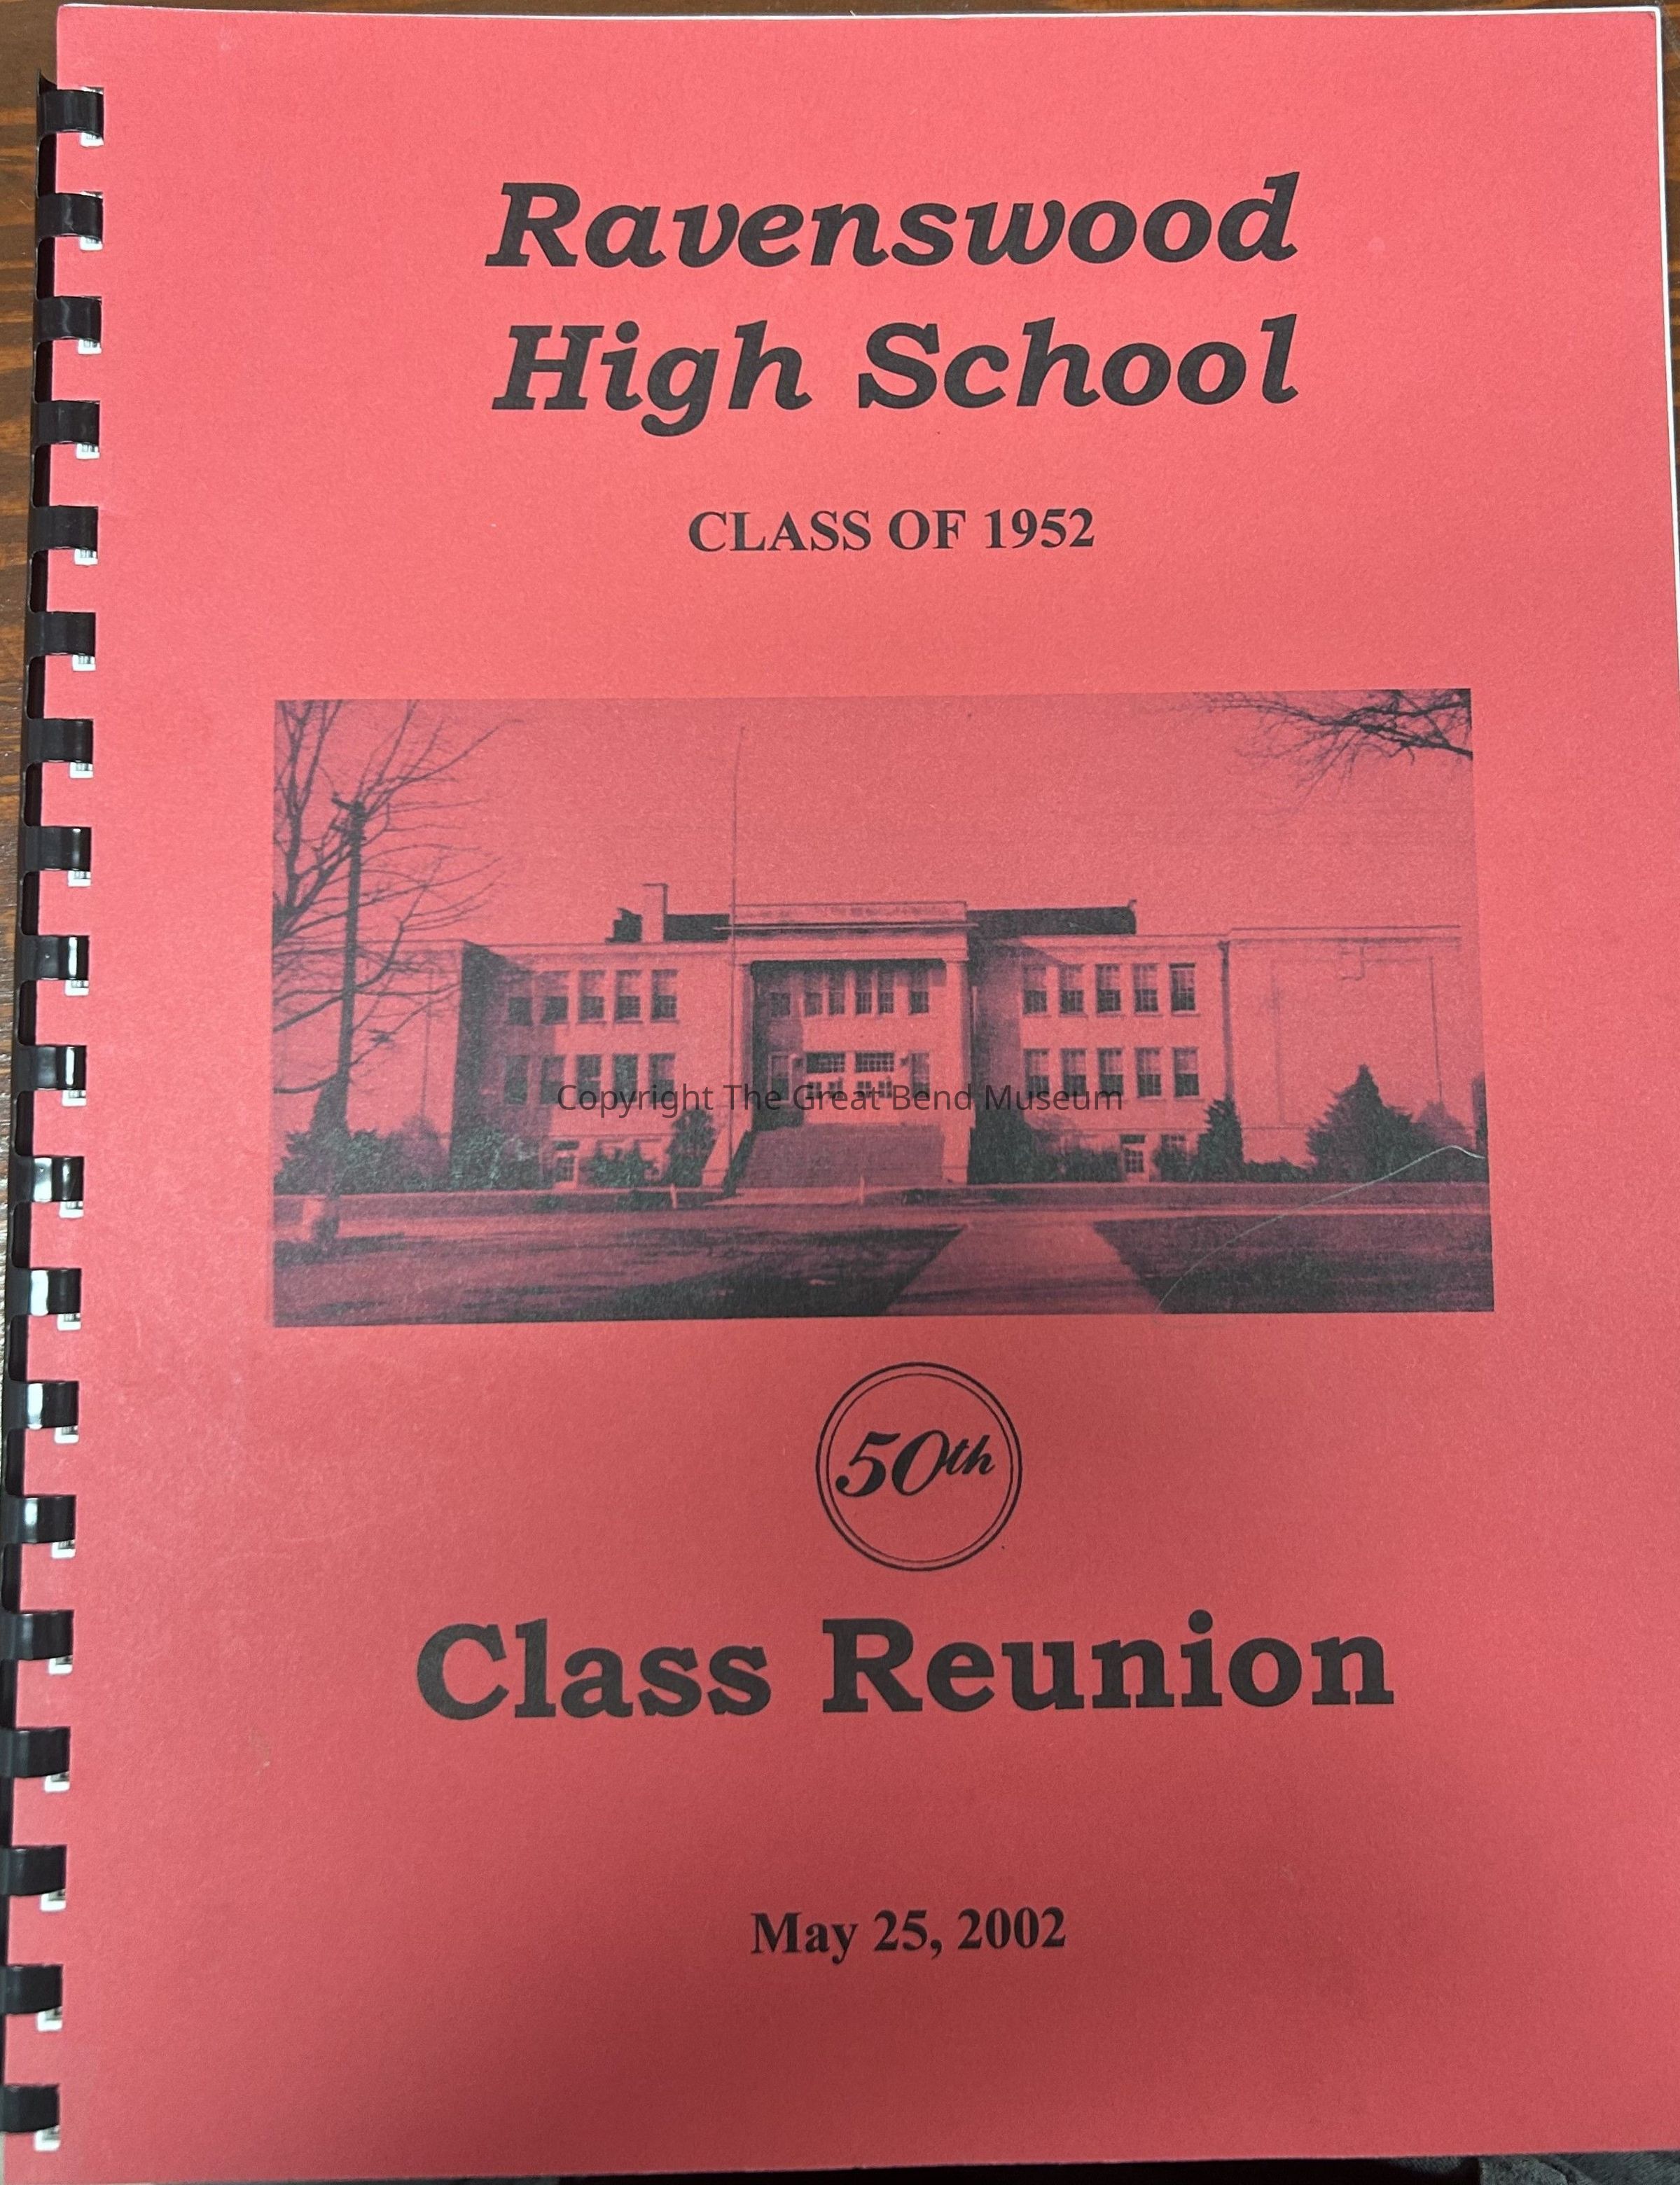 Ravenswood
High School
CLASS OF 1952
Copyright The Great Bend Museum
50th
Class Reunion
May 25, 2002